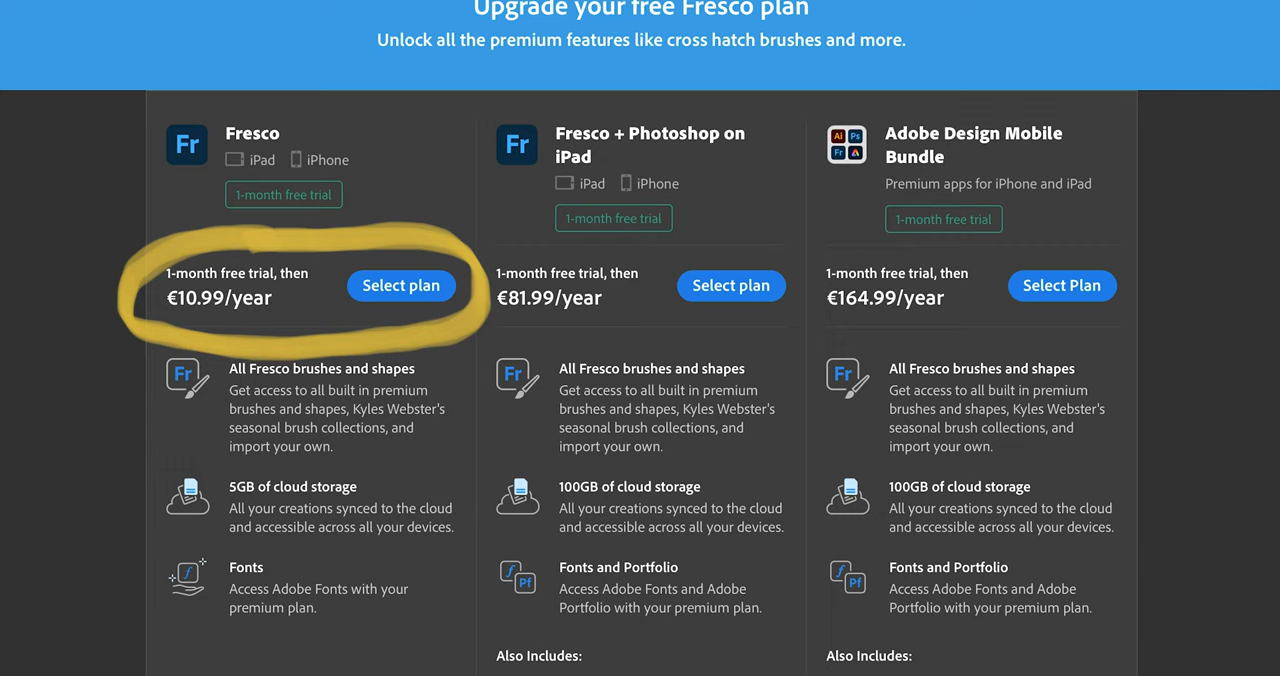 Upgrade your free Fresco plan
Unlock all the premium features like cross hatch brushes and more.
Fr
Fresco
iPad iPhone
1-month free trial
1-month free trial, then
€10.99/year
Select plan
Fr
All Fresco brushes and shapes
Get access to all built in premium
brushes and shapes, Kyles Webster's
seasonal brush collections, and
import your own.
5GB of cloud storage
All your creations synced to the cloud
and accessible across all your devices.
f
Fonts
Access Adobe Fonts with your
premium plan.
Fr
Fresco + Photoshop on
iPad
iPad iPhone
1-month free trial
1-month free trial, then
€81.99/year
Select plan
Fr
All Fresco brushes and shapes
Get access to all built in premium
brushes and shapes, Kyles Webster's
seasonal brush collections, and
import your own.
100GB of cloud storage
All your creations synced to the cloud
and accessible across all your devices.
f Pf
Fonts and Portfolio
Access Adobe Fonts and Adobe
Portfolio with your premium plan.
Also Includes:
Ai Ps
Fr
Adobe Design Mobile
Bundle
Premium apps for iPhone and iPad
1-month free trial
1-month free trial, then
€164.99/year
Select Plan
Fr
All Fresco brushes and shapes
Get access to all built in premium
brushes and shapes, Kyles Webster's
seasonal brush collections, and
import your own.
100GB of cloud storage
All your creations synced to the cloud
and accessible across all your devices.
f Pf
Fonts and Portfolio
Access Adobe Fonts and Adobe
Portfolio with your premium plan.
Also Includes: